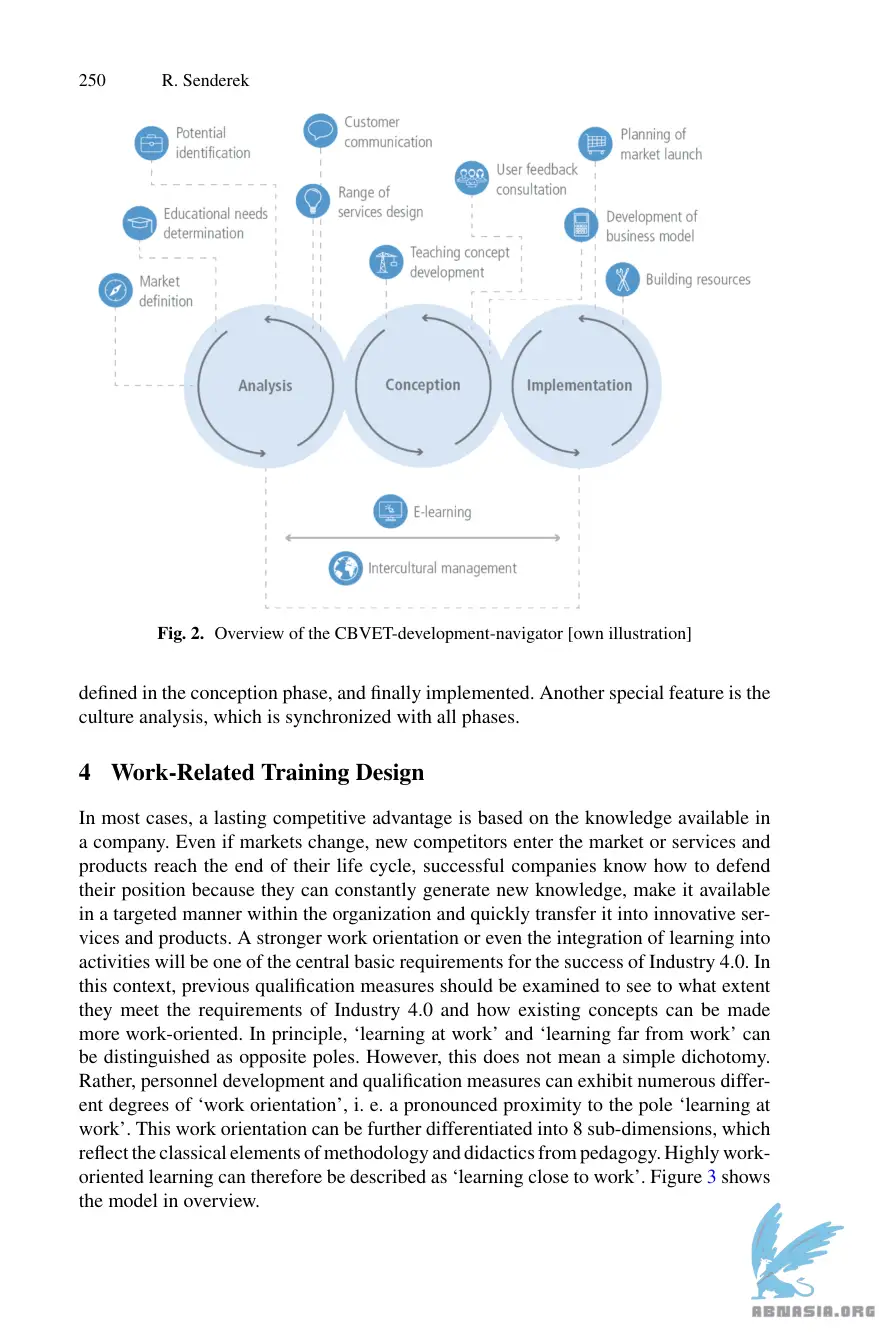 250 R. Senderek
Potential
identification
Customer
communication
Planning of
market launch
User feedback
consultation
Range of
services design
Educational needs
determination
Development of
business model
Teaching concept
development
Market
definition
Building resources
Analysis
Conception
Implementation
E-learning
Intercultural management
Fig. 2. Overview of the CBVET-development-navigator [own illustration]
defined in the conception phase, and finally implemented. Another special feature is the
culture analysis, which is synchronized with all phases.
4 Work-Related Training Design
In most cases, a lasting competitive advantage is based on the knowledge available in
a company. Even if markets change, new competitors enter the market or services and
products reach the end of their life cycle, successful companies know how to defend
their position because they can constantly generate new knowledge, make it available
in a targeted manner within the organization and quickly transfer it into innovative ser-
vices and products. A stronger work orientation or even the integration of learning into
activities will be one of the central basic requirements for the success of Industry 4.0. In
this context, previous qualification measures should be examined to see to what extent
they meet the requirements of Industry 4.0 and how existing concepts can be made
more work-oriented. In principle, ‘learning at work’ and ‘learning far from work’ can
be distinguished as opposite poles. However, this does not mean a simple dichotomy.
Rather, personnel development and qualification measures can exhibit numerous differ-
ent degrees of ‘work orientation’, i. e. a pronounced proximity to the pole ‘learning at
work’. This work orientation can be further differentiated into 8 sub-dimensions, which
reflect the classical elements of methodology and didactics from pedagogy. Highly work-
oriented learning can therefore be described as ‘learning close to work’. Figure 3 shows
the model in overview.
ABNASIA.ORG